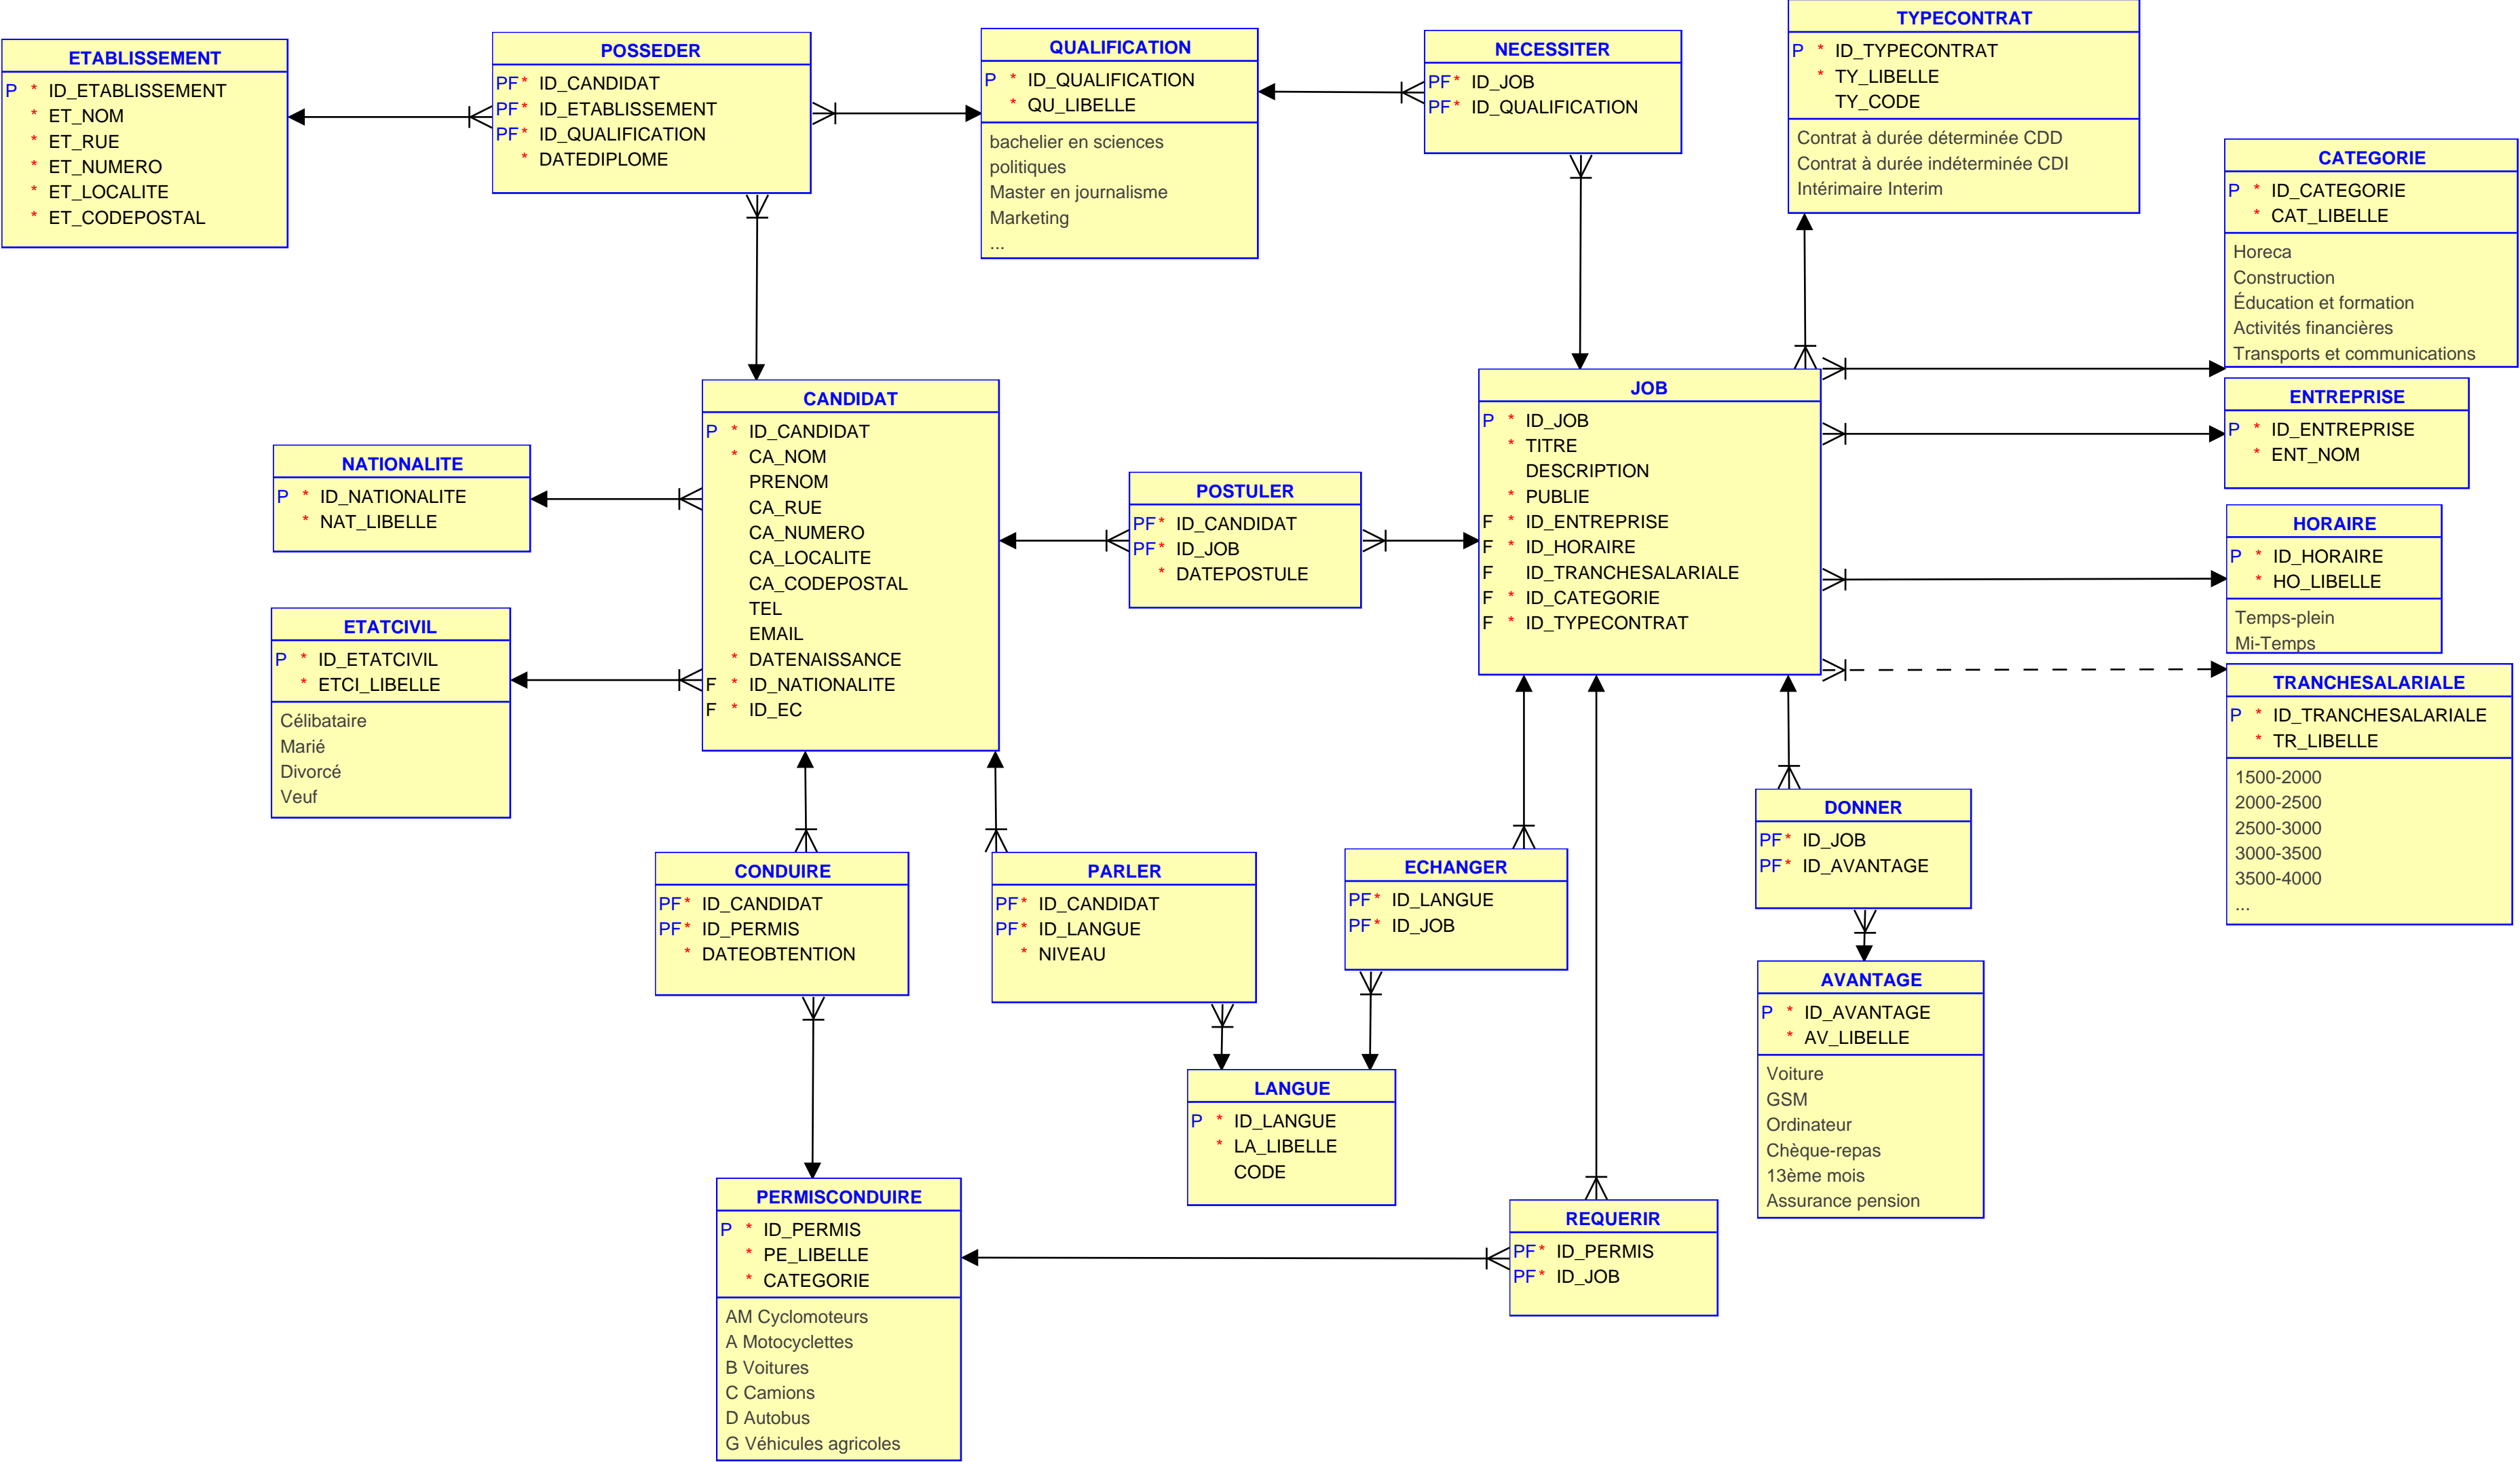 ETABLISSEMENT
P * ID_ETABLISSEMENT
* ET_NOM
* ET_RUE
* ET_NUMERO
* ET_LOCALITE
* ET_CODEPOSTAL
POSSEDER
PF* ID_CANDIDAT
PF* ID_ETABLISSEMENT
PF* ID_QUALIFICATION
* DATEDIPLOME
QUALIFICATION
P * ID_QUALIFICATION
* QU_LIBELLE
bachelier en sciences
politiques
Master en journalisme
Marketing
...
NECESSITER
PF* ID_JOB
PF* ID_QUALIFICATION
TYPECONTRAT
P * ID_TYPECONTRAT
* TY_LIBELLE
TY_CODE
Contrat à durée déterminée CDD
Contrat à durée indéterminée CDI
Intérimaire Interim
CATEGORIE
P * ID_CATEGORIE
* CAT_LIBELLE
Horeca
Construction
Éducation et formation
Activités financières
Transports et communications
NATIONALITE
P * ID_NATIONALITE
* NAT_LIBELLE
ETATCIVIL
P * ID_ETATCIVIL
* ETCI_LIBELLE
Célibataire
Marié
Divorcé
Veuf
CANDIDAT
P * ID_CANDIDAT
* CA_NOM
PRENOM
CA_RUE
CA_NUMERO
CA_LOCALITE
CA_CODEPOSTAL
TEL
EMAIL
* DATENAISSANCE
F * ID_NATIONALITE
F * ID_EC
POSTULER
PF* ID_CANDIDAT
PF* ID_JOB
* DATEPOSTULE
JOB
P * ID_JOB
* TITRE
DESCRIPTION
* PUBLIE
F * ID_ENTREPRISE
F * ID_HORAIRE
F ID_TRANCHESALARIALE
F * ID_CATEGORIE
F * ID_TYPECONTRAT
ENTREPRISE
P * ID_ENTREPRISE
* ENT_NOM
HORAIRE
P * ID_HORAIRE
* HO_LIBELLE
Temps-plein
Mi-Temps
TRANCHESALARIALE
P * ID_TRANCHESALARIALE
* TR_LIBELLE
1500-2000
2000-2500
2500-3000
3000-3500
3500-4000
...
CONDUIRE
PF* ID_CANDIDAT
PF* ID_PERMIS
* DATEOBTENTION
PARLER
PF* ID_CANDIDAT
PF* ID_LANGUE
* NIVEAU
ECHANGER
PF* ID_LANGUE
PF* ID_JOB
DONNER
PF* ID_JOB
PF* ID_AVANTAGE
AVANTAGE
P * ID_AVANTAGE
* AV_LIBELLE
Voiture
GSM
Ordinateur
Chèque-repas
13ème mois
Assurance pension
LANGUE
P * ID_LANGUE
* LA_LIBELLE
CODE
PERMISCONDUIRE
P * ID_PERMIS
* PE_LIBELLE
* CATEGORIE
AM Cyclomoteurs
A Motocyclettes
B Voitures
C Camions
D Autobus
G Véhicules agricoles
REQUERIR
PF* ID_PERMIS
PF* ID_JOB